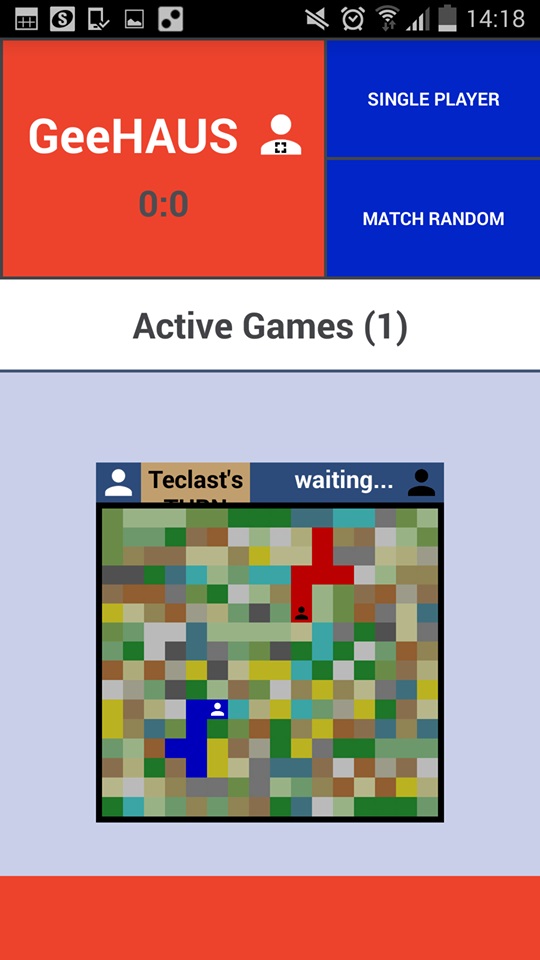 14:18
GeeHAUS
0:0
SINGLE PLAYER
MATCH RANDOM
Active Games (1)
Teclast's
waiting...